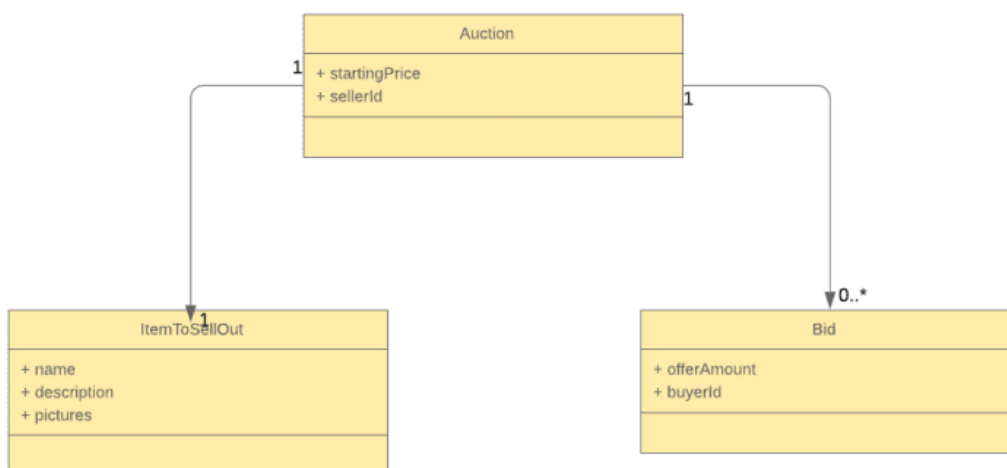 Auction
1
+ startingPrice
+ sellerId
1
0..*
1
ItemToSellOut
+ name
+ description
+ pictures
Bid
+ offerAmount
+ buyerId